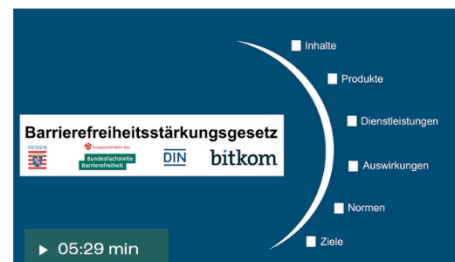 Inhalte
Produkte
Barrierefreiheitsstärkungsgesetz
Dienstleistungen
HESSEN
Bundesfachstelle
Barrierefreiheit
DIN
bitkom
Auswirkungen
Normen
Ziele
05:29 min